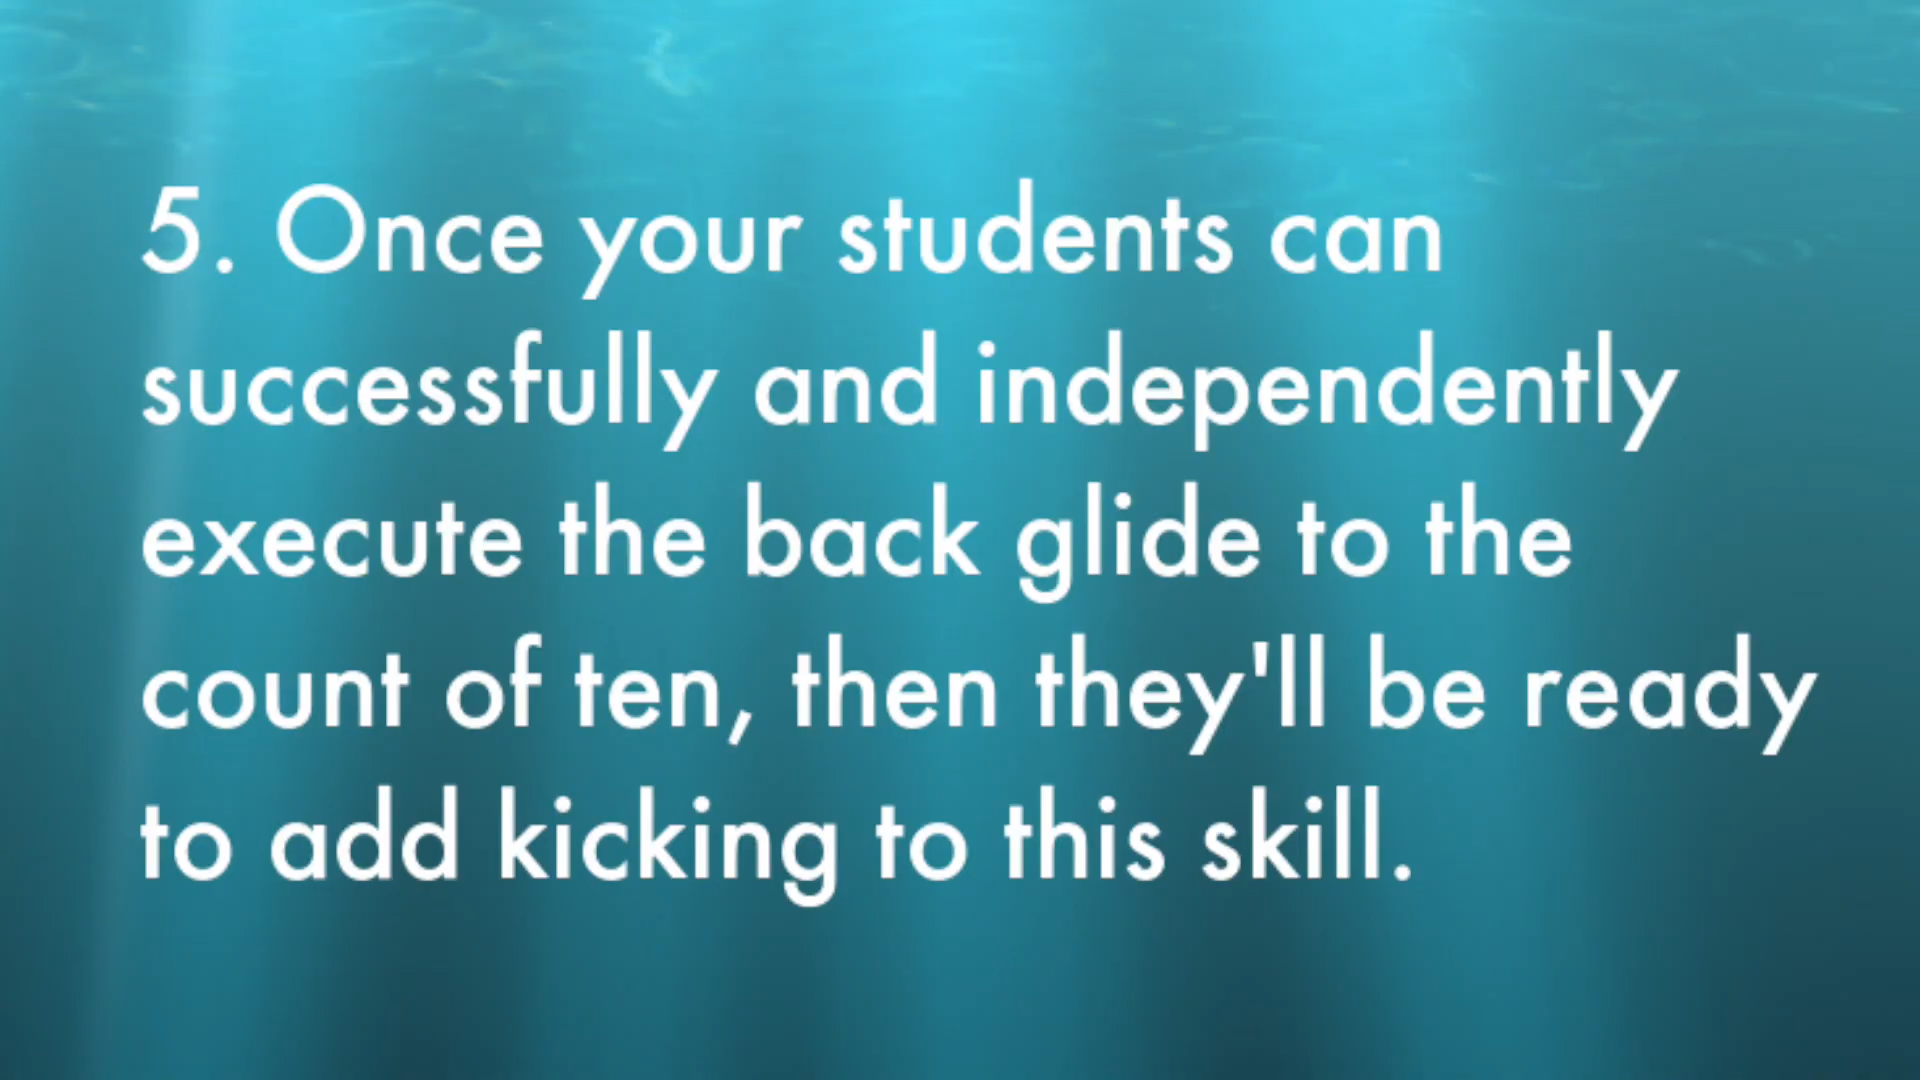 5. Once your students can
successfully and independently
execute the back glide to the
count of ten, then they'll be ready
to add kicking to this skill.